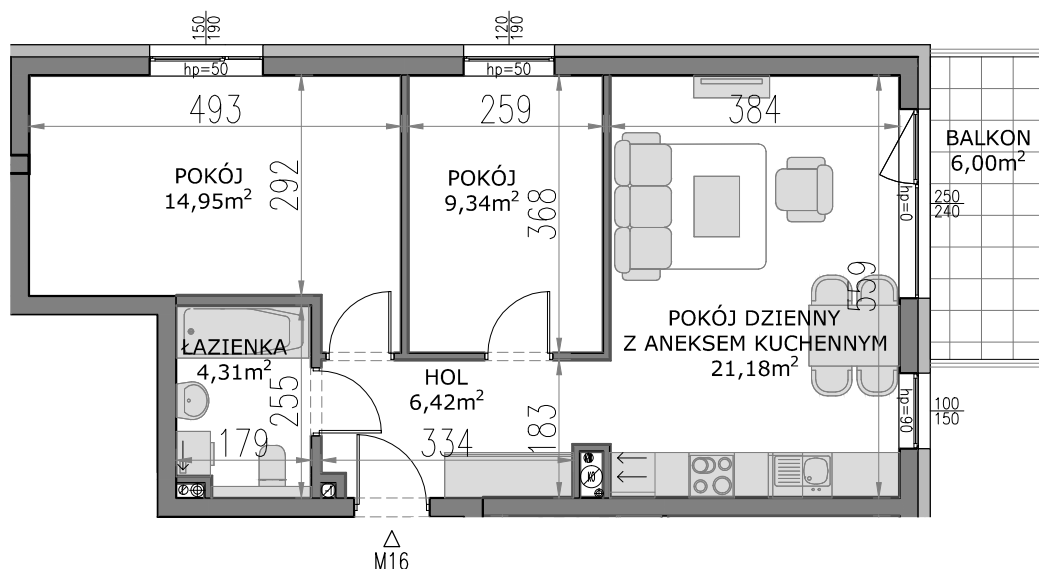 150
190
120
190
hp=50
hp=50
493
259
384
POKÓJ
14,95m²
292
POKÓJ
9,34m²
368
BALKON
6,00m²
hp=0
250
240
559
POKÓJ DZIENNY
Z ANEKSEM KUCHENNYM
21,18m²
ŁAZIENKA
4,31m²
255
HOL
6,42m²
183
hp=90
100
150
179
334
M16